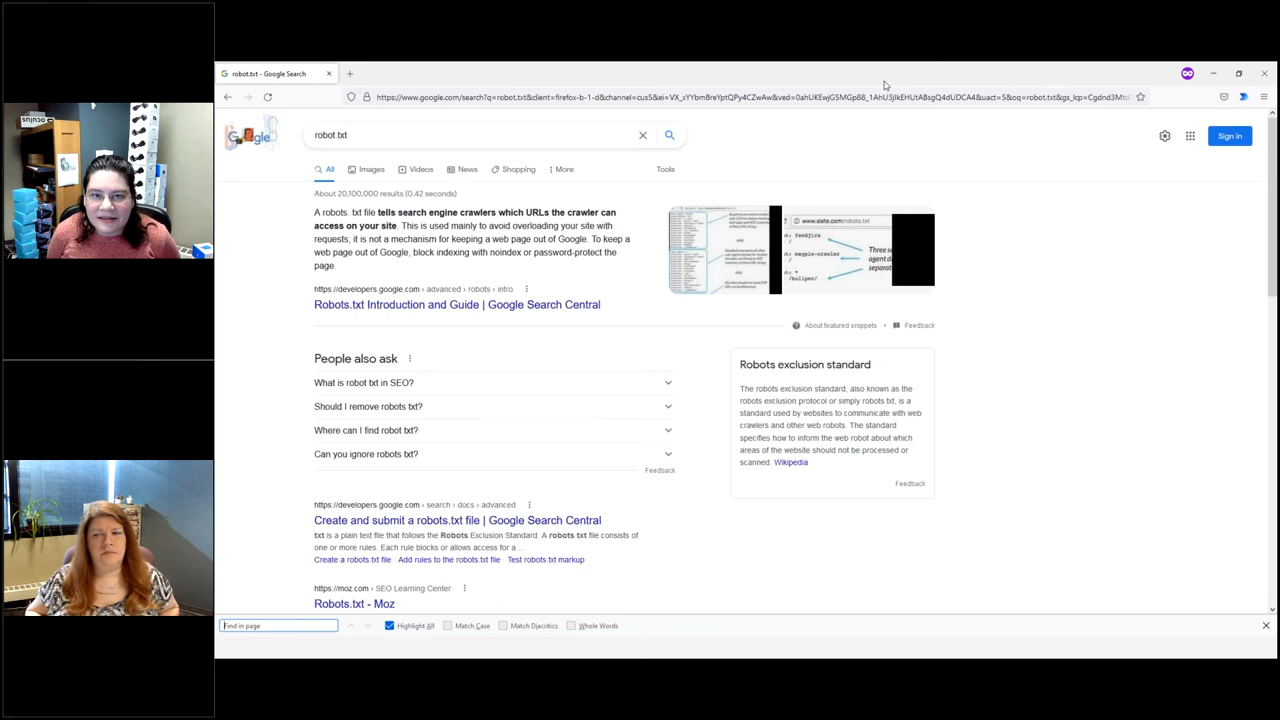 robot.txt - Google Search
https://www.google.com/search?q=robot.txt&client=firefox-b-1-d&channel=cus5&ei=
Google
robot.txt
Sign in
All Images Videos News Shopping More Tools
About 20,100,000 results (0.42 seconds)
A robots. txt file tells search engine crawlers which URLs the crawler can
access on your site. This is used mainly to avoid overloading your site with
requests; it is not a mechanism for keeping a web page out of Google. To keep a
web page out of Google, block indexing with noindex or password-protect the
page.
www.slate.com/robots.txt
t: feedjira
/
t: magpie-crawler
/
t: *
/bullpen/
Three se
agent d
separat
https://developers.google.com › advanced › robots › intro
Robots.txt Introduction and Guide | Google Search Central
About featured snippets • Feedback
People also ask
What is robot txt in SEO?
Should I remove robots txt?
Where can I find robot txt?
Can you ignore robots txt?
Feedback
Robots exclusion standard
The robots exclusion standard, also known as the
robots exclusion protocol or simply robots.txt, is a
standard used by websites to communicate with web
crawlers and other web robots. The standard
specifies how to inform the web robot about which
areas of the website should not be processed or
scanned. Wikipedia
Feedback
https://developers.google.com › search › docs › advanced
Create and submit a robots.txt file | Google Search Central
txt is a plain text file that follows the Robots Exclusion Standard. A robots.txt file consists of
one or more rules. Each rule blocks or allows access for a ...
Create a robots.txt file Add rules to the robots.txt file Test robots.txt markup
https://moz.com › SEO Learning Center
Robots.txt - Moz
Find in page
Highlight All Match Case Match Diacritics Whole Words